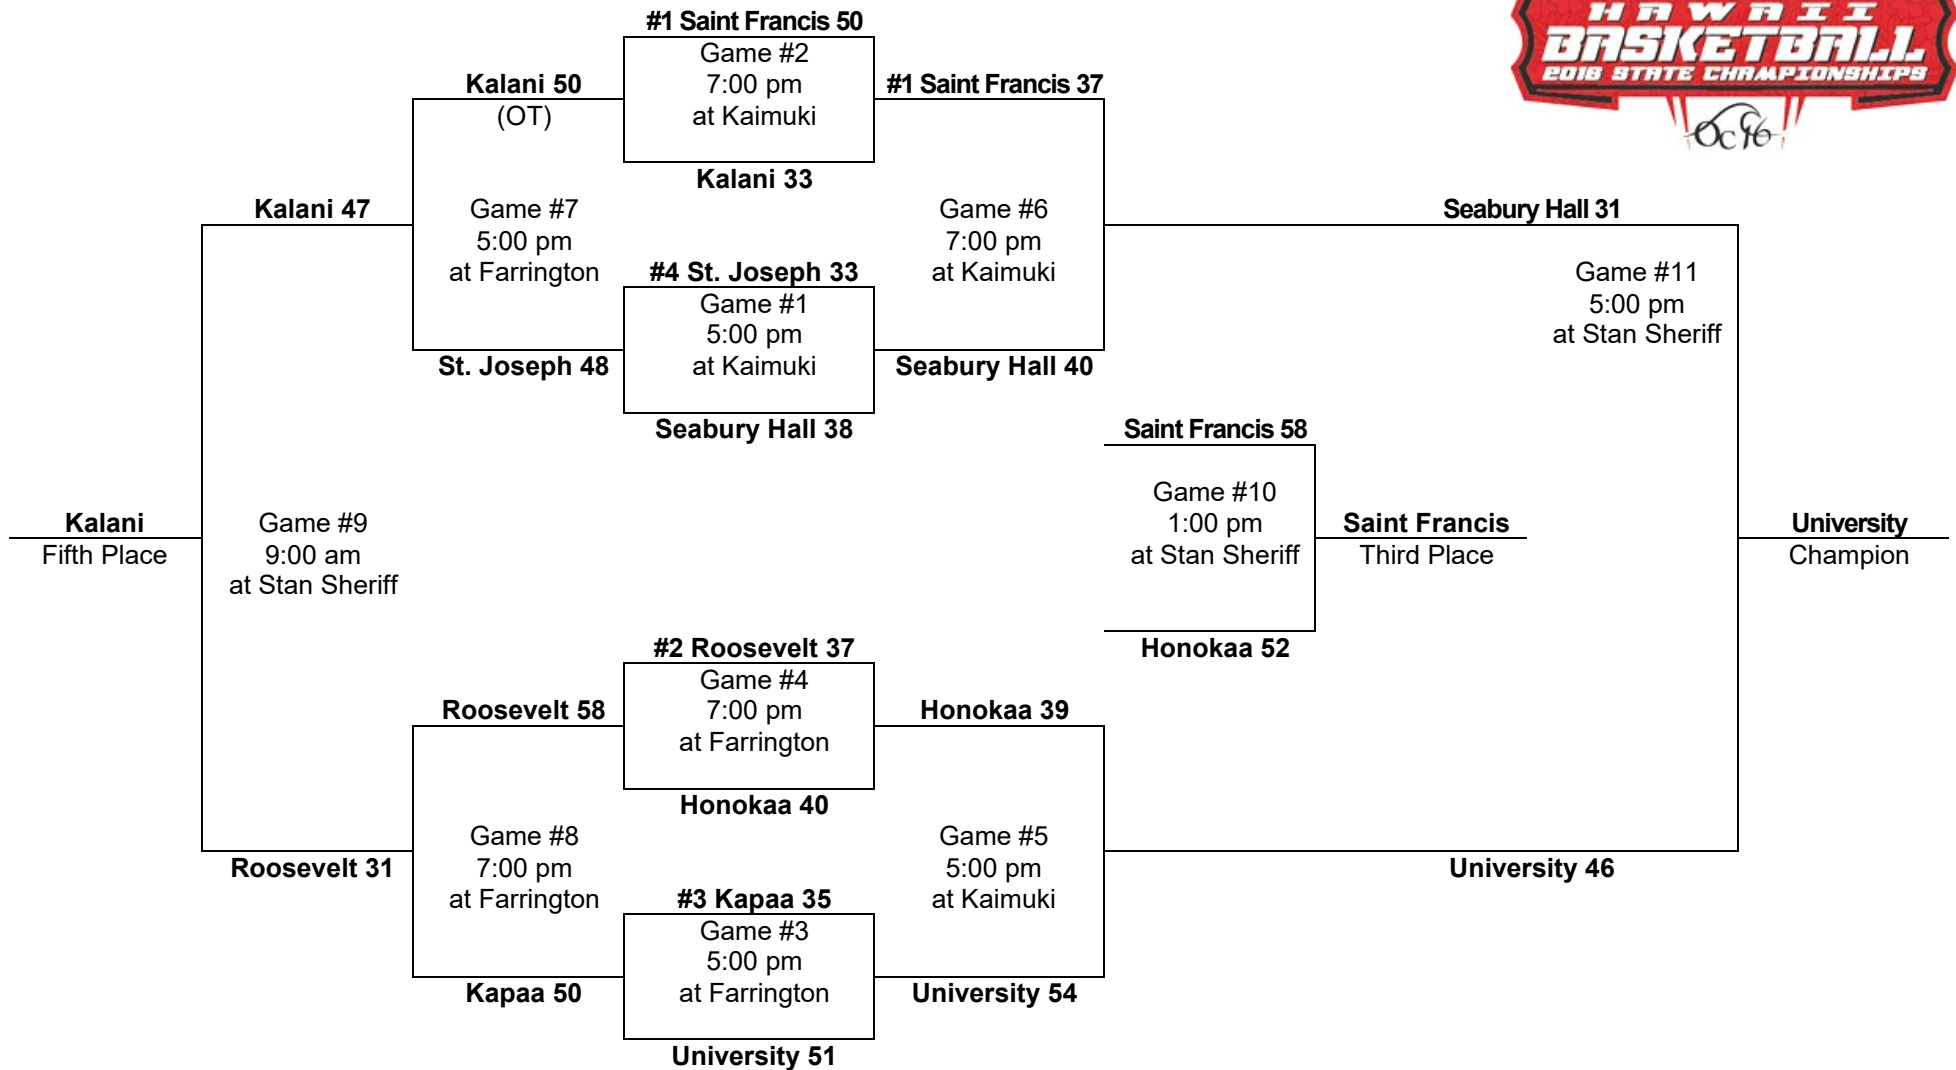 HAWAII
BASKETBALL
2018 STATE CHAMPIONSHIPS
OC16
#1 Saint Francis 50
Game #2
7:00 pm
at Kaimuki
Kalani 33
Kalani 50
(OT)
#1 Saint Francis 37
Kalani 47
Game #7
5:00 pm
at Farrington
Game #6
7:00 pm
at Kaimuki
Seabury Hall 31
#4 St. Joseph 33
Game #1
5:00 pm
at Kaimuki
Seabury Hall 38
Game #11
5:00 pm
at Stan Sheriff
St. Joseph 48
Seabury Hall 40
Saint Francis 58
Game #10
1:00 pm
at Stan Sheriff
Honokaa 52
Kalani
Fifth Place
Game #9
9:00 am
at Stan Sheriff
Saint Francis
Third Place
University
Champion
#2 Roosevelt 37
Game #4
7:00 pm
at Farrington
Honokaa 40
Roosevelt 58
Honokaa 39
Roosevelt 31
Game #8
7:00 pm
at Farrington
Game #5
5:00 pm
at Kaimuki
University 46
#3 Kapaa 35
Game #3
5:00 pm
at Farrington
University 51
Kapaa 50
University 54